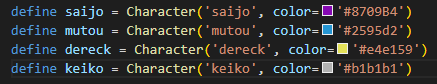 define saijo = Character('saijo', color='#8709B4')
define mutou = Character('mutou', color='#2595d2')
define dereck = Character('dereck', color='#e4e159')
define keiko = Character('keiko', color='#b1b1b1')